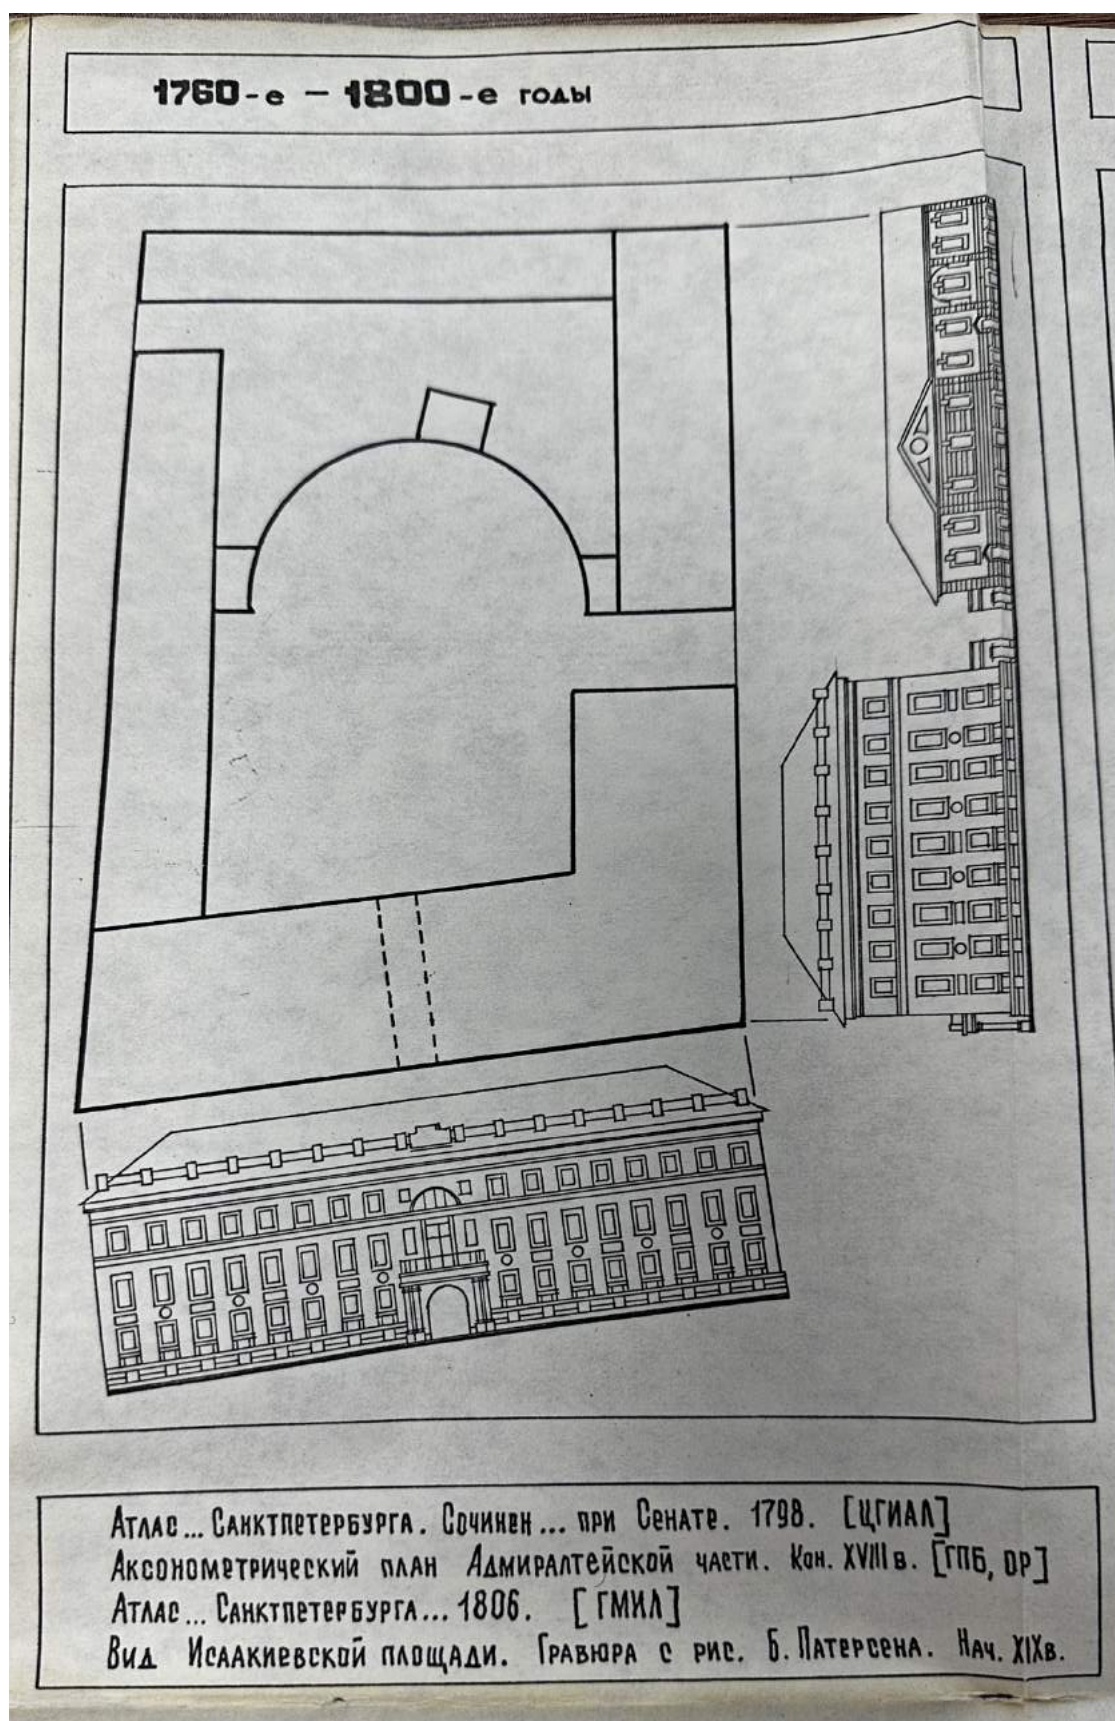 1760-е – 1800-е годы
Атлас... Санктпетербурга. Сочинен... при Сенате. 1798. [ЦГИАЛ]
Аксонометрический план Адмиралтейской части. Кон. XVIII в. [ГПБ, ОР]
Атлас... Санктпетербурга... 1806. [ГМИЛ]
Вид Исаакиевской площади. Гравюра с рис. Б. Патерсена. Нач. XIX в.